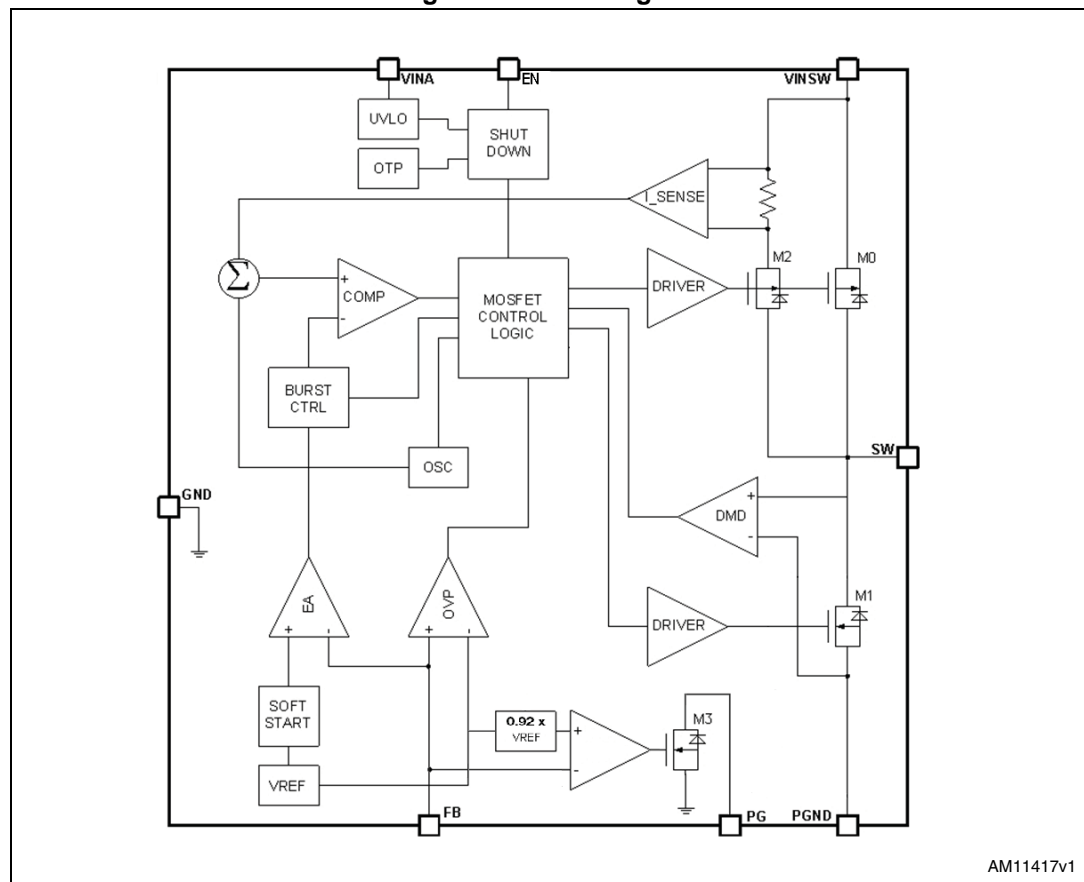 VINA
EN
VINSW
UVLO
SHUT
DOWN
OTP
I_SENSE
M2
M0
Σ
+
COMP
-
MOSFET
CONTROL
LOGIC
DRIVER
BURST
CTRL
OSC
SW
GND
+
DMD
-
EA
+
-
OVP
+
-
DRIVER
M1
SOFT
START
0.92 x
VREF
+
-
M3
VREF
FB
PG
PGND
AM11417v1